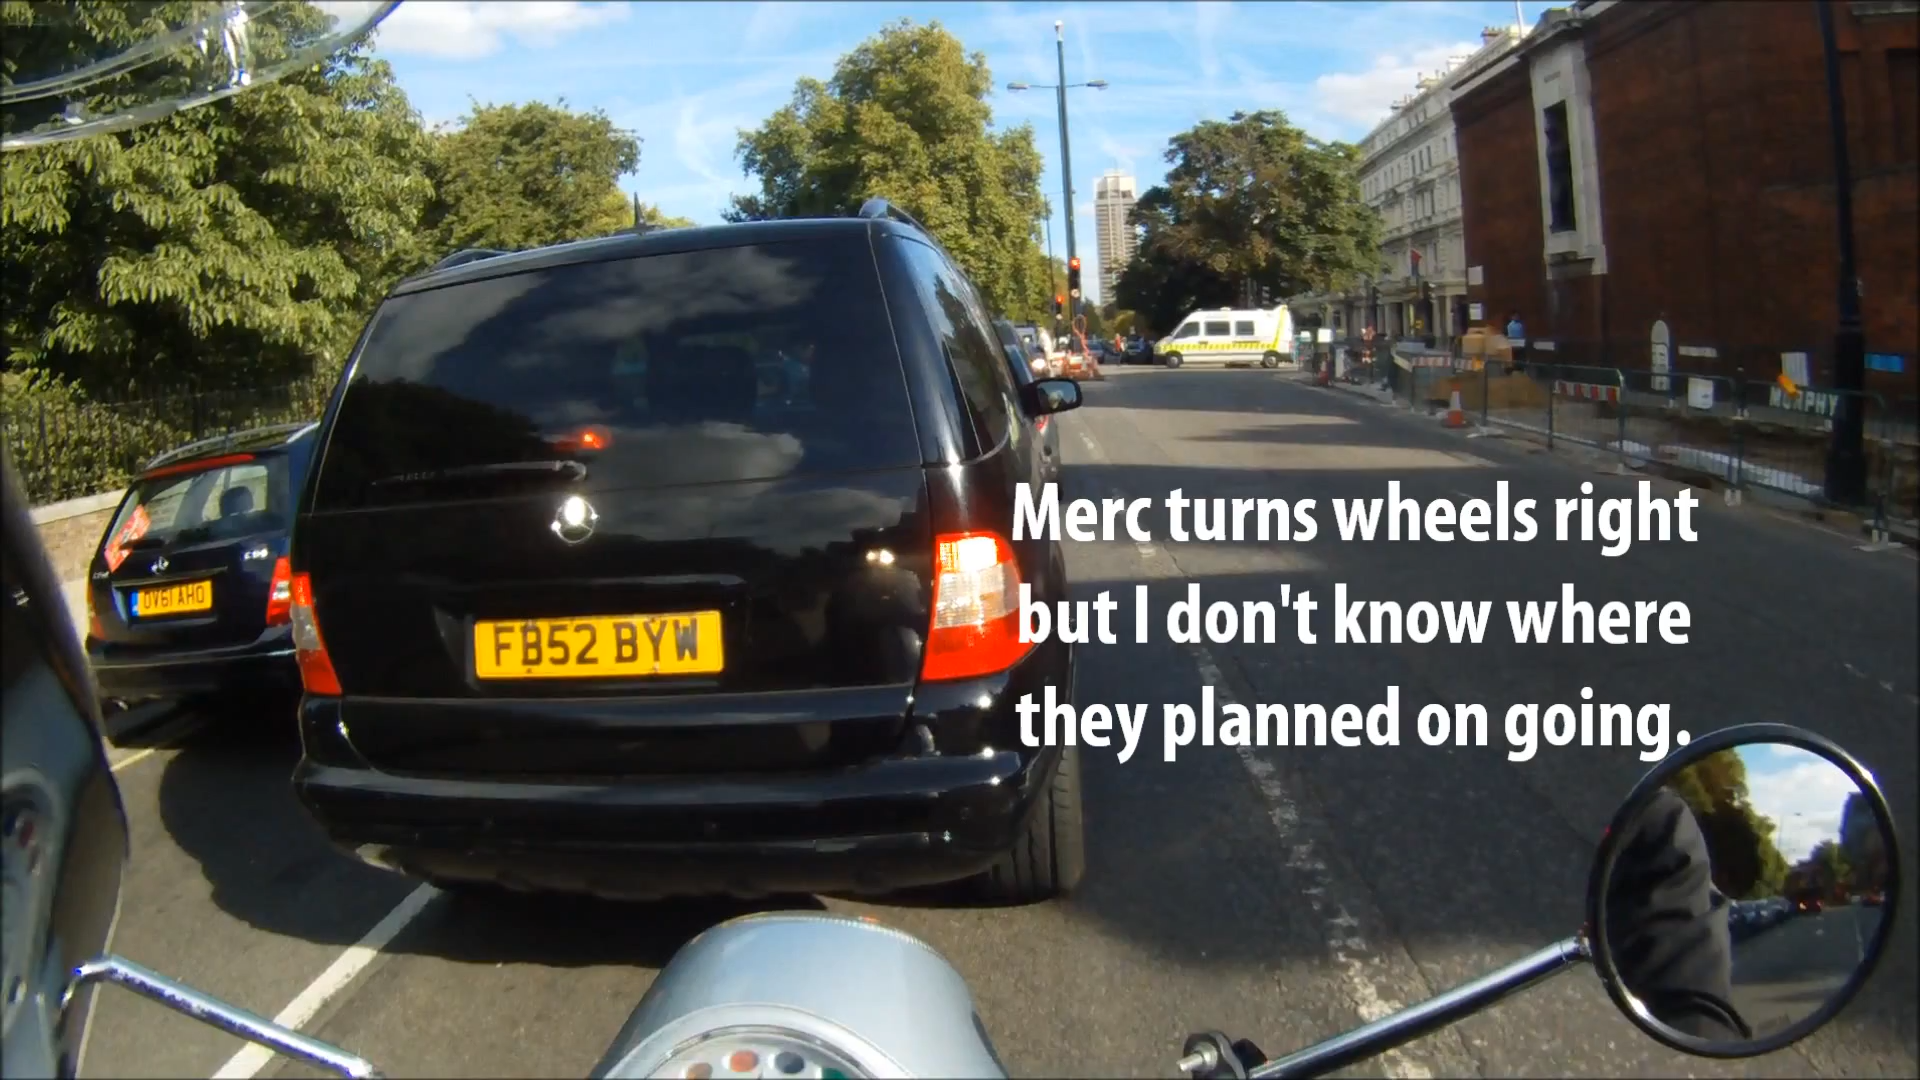 Merc turns wheels right
but I don't know where
they planned on going.
FB52 BYW
OV61 AHO
MURPHY